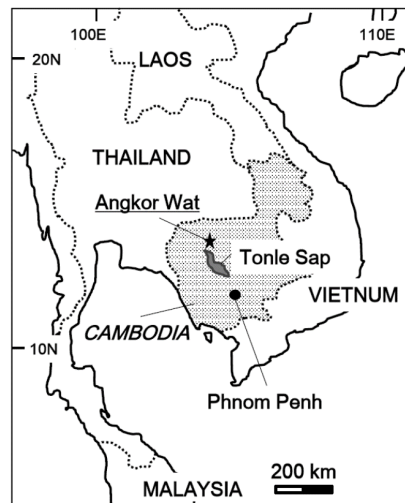 100E
110E
20N
LAOS
THAILAND
Angkor Wat
Tonle Sap
VIETNUM
CAMBODIA
10N
Phnom Penh
200 km
MALAYSIA